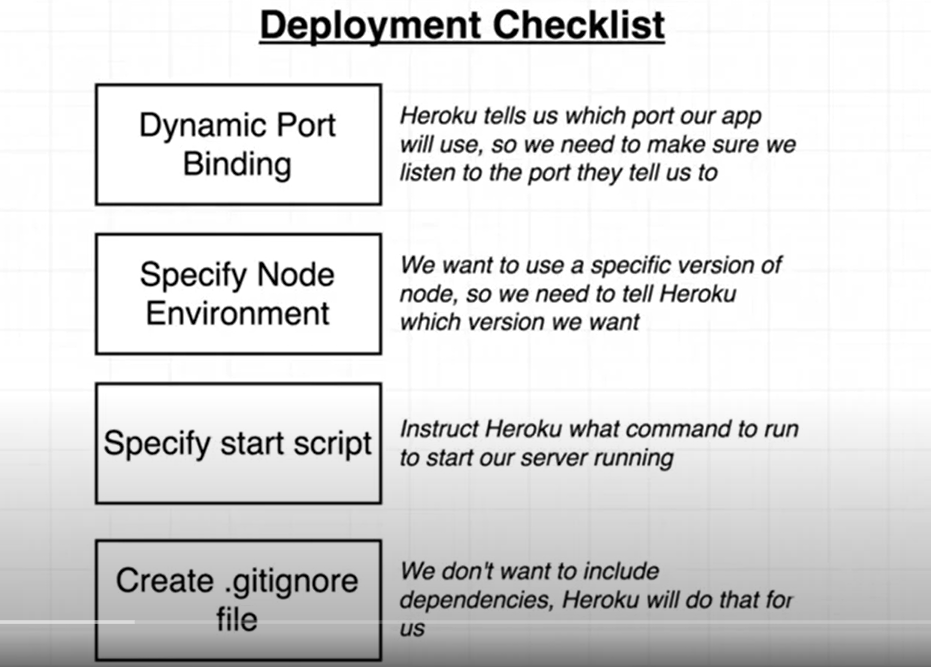 Deployment Checklist
Dynamic Port
Binding
Heroku tells us which port our app
will use, so we need to make sure we
listen to the port they tell us to
Specify Node
Environment
We want to use a specific version of
node, so we need to tell Heroku
which version we want
Specify start script
Instruct Heroku what command to run
to start our server running
Create .gitignore
file
We don't want to include
dependencies, Heroku will do that for
us